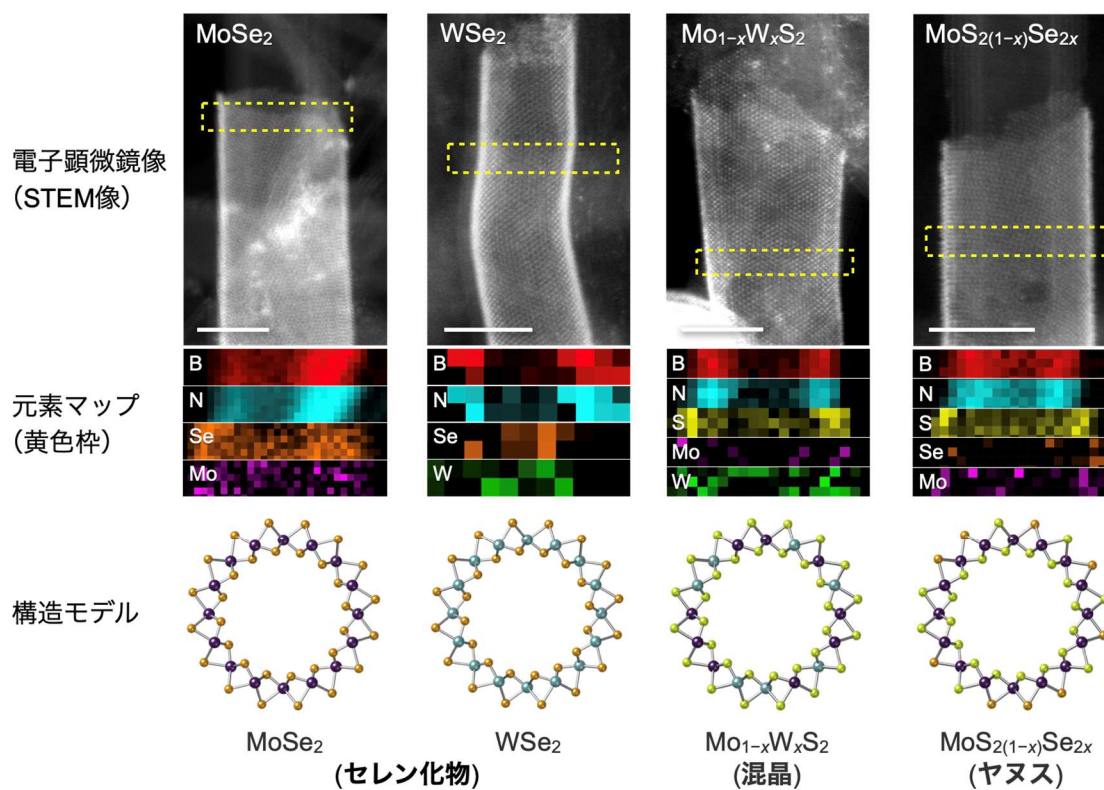 MoSe₂
WSe₂
Mo₁₋ₓWₓS₂
MoS₂₍₁₋ₓ₎Se₂ₓ
電子顕微鏡像
（STEM像）
元素マップ
（黄色枠）
B
N
Se
Mo
B
N
Se
W
B
N
S
Mo
W
B
N
S
Se
Mo
構造モデル
MoSe₂
WSe₂
Mo₁₋ₓWₓS₂
MoS₂₍₁₋ₓ₎Se₂ₓ
(セレン化物)
(混晶)
(ヤヌス)